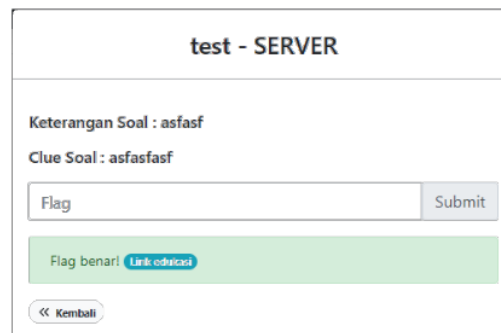 test - SERVER
Keterangan Soal : asfasf
Clue Soal : asfasfasf
Flag Submit
Flag benar! Link edukasi
« Kembali